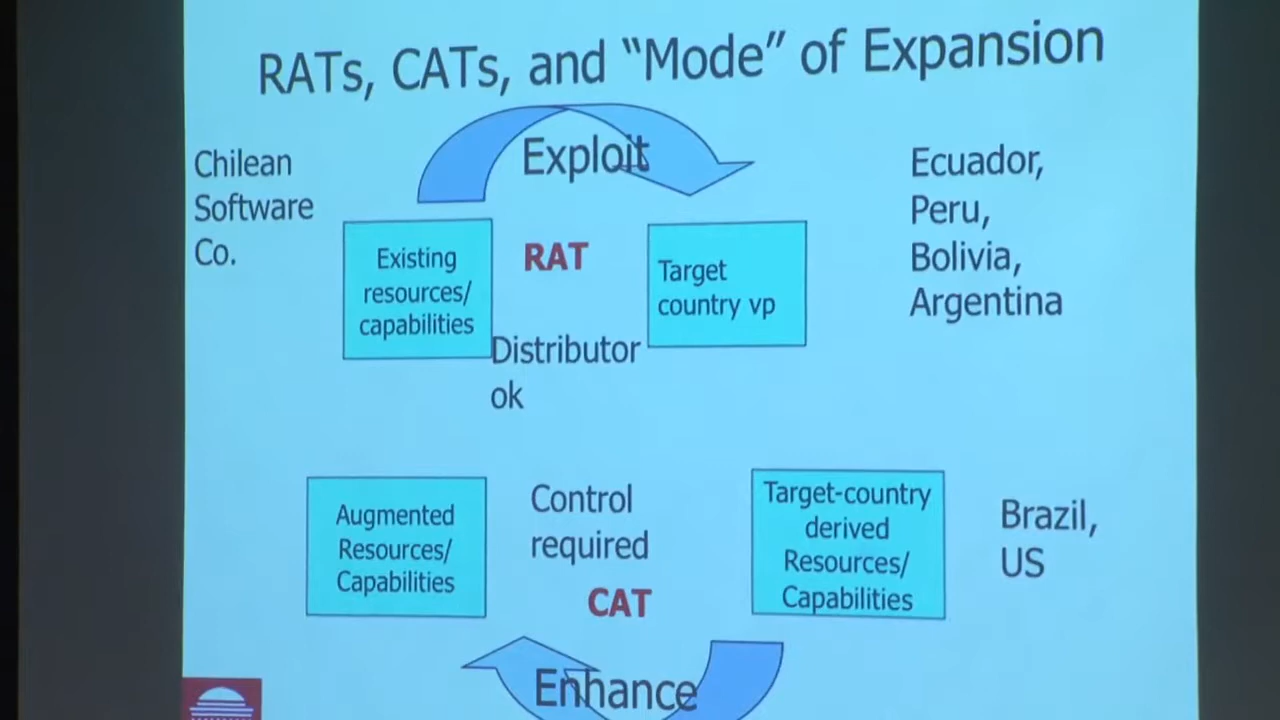 RATs, CATs, and “Mode” of Expansion
Chilean
Software
Co.
Exploit
Ecuador,
Peru,
Bolivia,
Argentina
Existing
resources/
capabilities
RAT
Target
country vp
Distributor
ok
Augmented
Resources/
Capabilities
Control
required
CAT
Target-country
derived
Resources/
Capabilities
Brazil,
US
Enhance